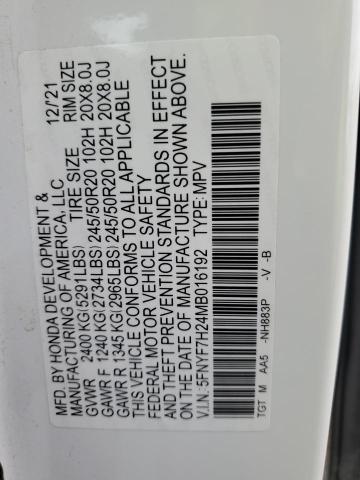 MFD. BY HONDA DEVELOPMENT & 12/'21
MANUFACTURING OF AMERICA, LLC
TIRE SIZE RIM SIZE
GVWR 2400 KG(5291LBS)
GAWR F 1240 KG(2734LBS) 245/50R20 102H 20X8.0J
GAWR R 1345 KG(2965LBS) 245/50R20 102H 20X8.0J
THIS VEHICLE CONFORMS TO ALL APPLICABLE
FEDERAL MOTOR VEHICLE SAFETY
AND THEFT PREVENTION STANDARDS IN EFFECT
ON THE DATE OF MANUFACTURE SHOWN ABOVE.
V.I.N.:5FNYF7H24MB016192 TYPE:MPV
TGT M AA5 -NH883P -V -B